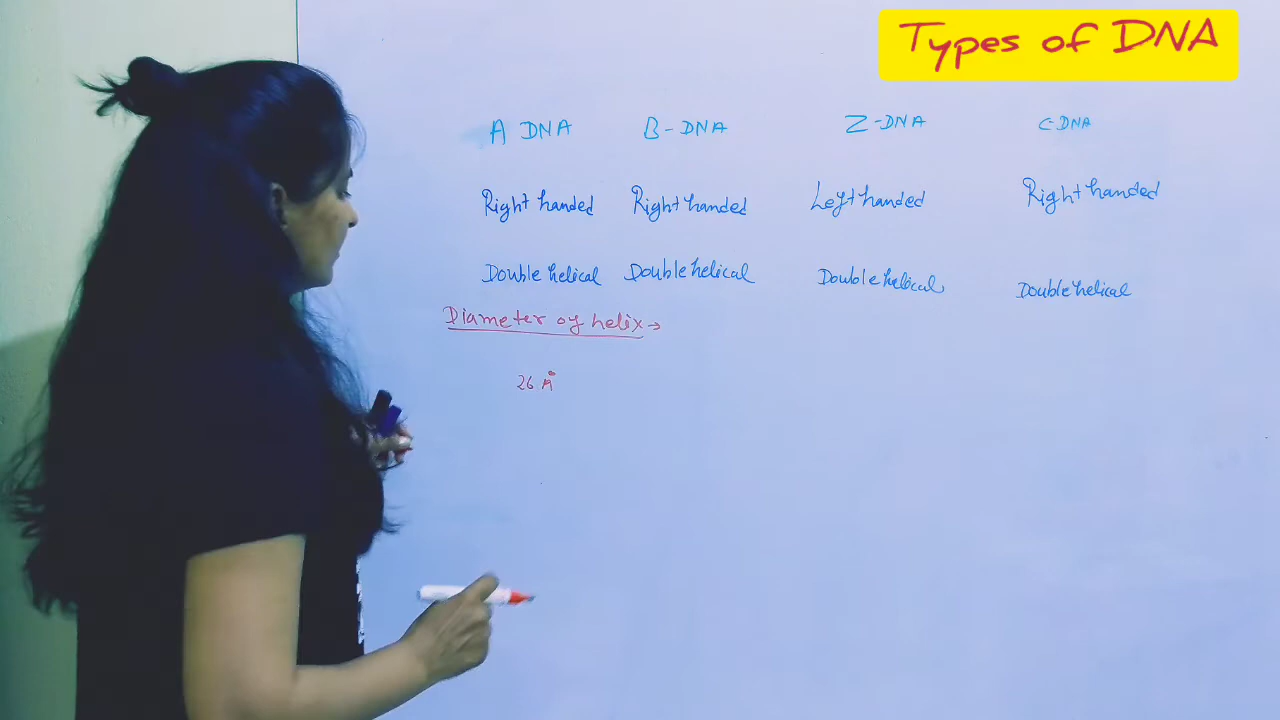 Types of DNA
A DNA B-DNA Z-DNA C-DNA
Right handed Right handed Left handed Right handed
Double helical Double helical Double helical Double helical
Diameter of helix→
26 A°